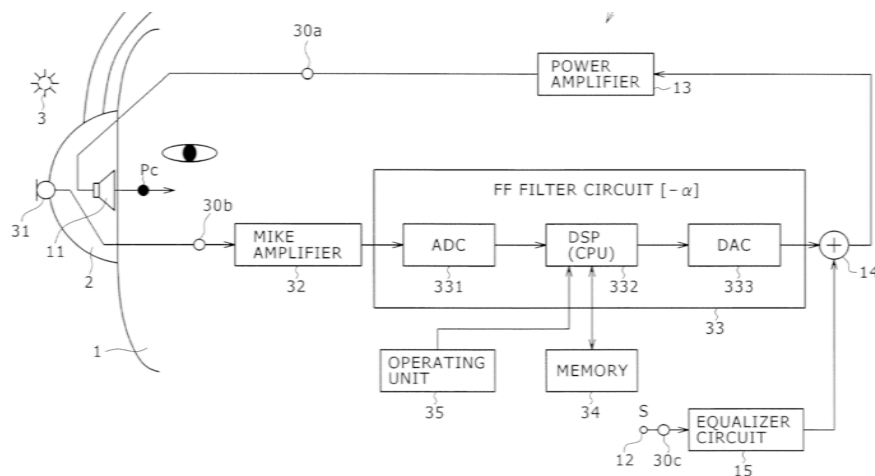 30a
POWER
AMPLIFIER
13
3
Pc
30b
FF FILTER CIRCUIT [-α]
31
11
2
MIKE
AMPLIFIER
32
ADC
331
DSP
(CPU)
332
DAC
333
14
33
1
OPERATING
UNIT
35
MEMORY
34
S
12
30c
EQUALIZER
CIRCUIT
15